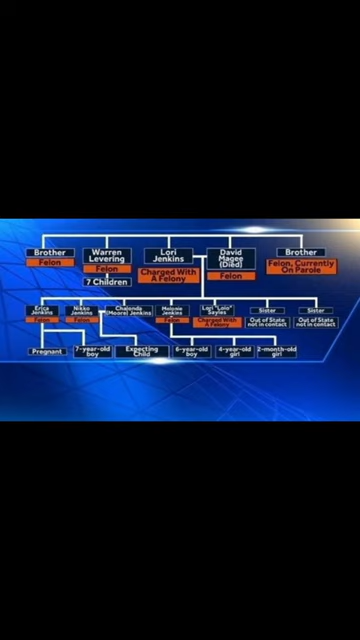 Brother
Felon
Warren
Levering
Felon
7 Children
Lori
Jenkins
Charged With
A Felony
David
Magee
(Died)
Felon
Brother
Felon, Currently
On Parole
Erica
Jenkins
Felon
Nikko
Jenkins
Felon
Chalonda
(Moore) Jenkins
Melonie
Jenkins
Felon
Lori "Loin"
Sayles
Charged With
A Felony
Sister
Out of State
not in contact
Sister
Out of State
not in contact
Pregnant
7-year-old
boy
Expecting
Child
6-year-old
boy
4-year-old
girl
2-month-old
girl